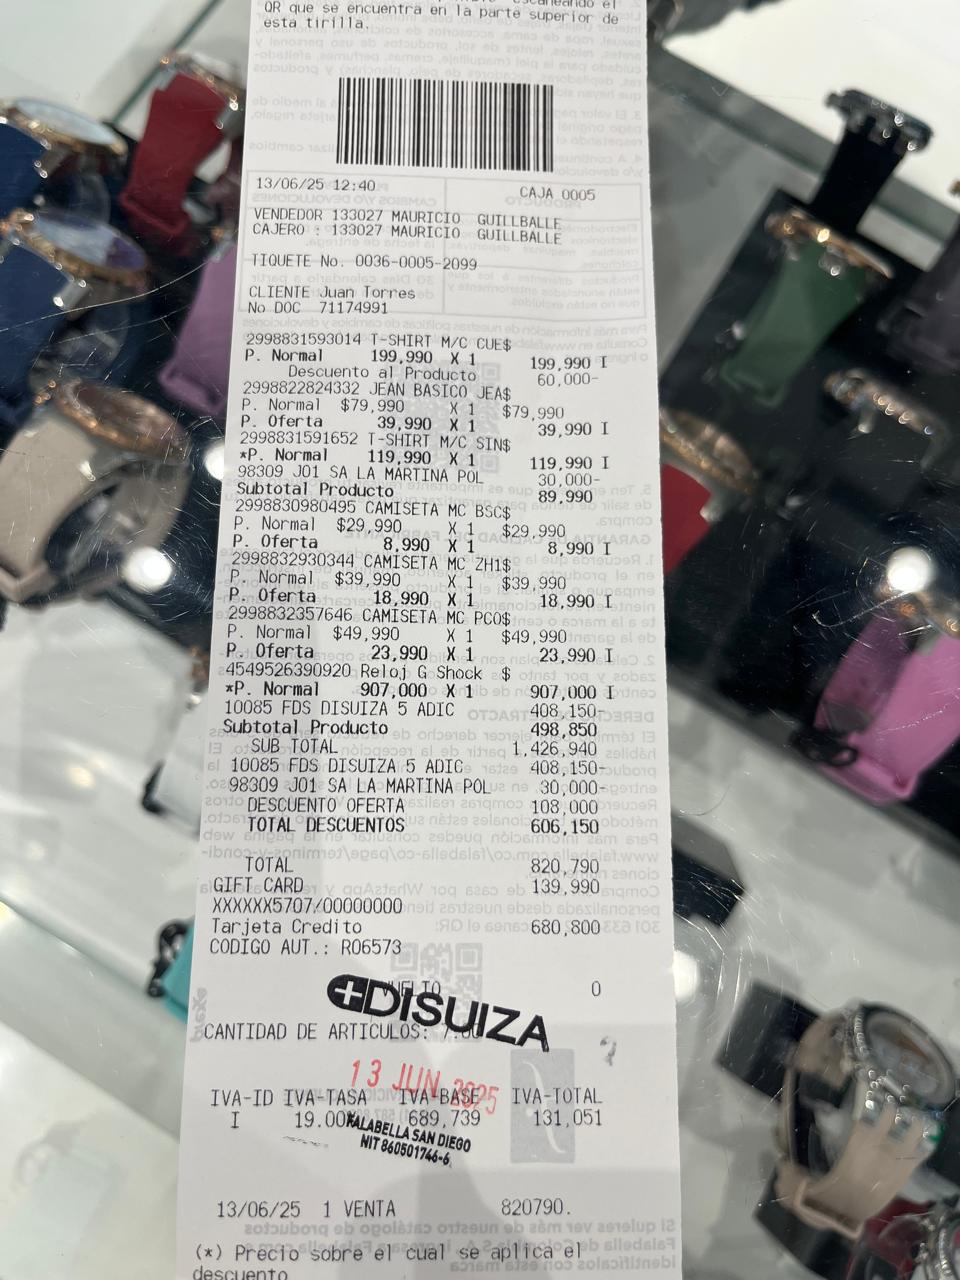 QR que se encuentra en la parte superior de
esta tirilla.
13/06/25 12:40 CAJA 0005
VENDEDOR 133027 MAURICIO GUILLBALLE
CAJERO : 133027 MAURICIO GUILLBALLE
TIQUETE No. 0036-0005-2099
CLIENTE Juan Torres
No DOC 71174991
2998831593014 T-SHIRT M/C CUE$
P. Normal 199,990 X 1 199,990 I
Descuento al Producto 60,000-
2998822824332 JEAN BASICO JEA$
P. Normal $79,990 X 1 $79,990
P. Oferta 39,990 X 1 39,990 I
2998831591652 T-SHIRT M/C SIN$
*P. Normal 119,990 X 1 119,990 I
98309 J01 SA LA MARTINA POL 30,000-
Subtotal Producto 89,990
2998830980495 CAMISETA MC BSC$
P. Normal $29,990 X 1 $29,990
P. Oferta 8,990 X 1 8,990 I
2998832930344 CAMISETA MC ZH1$
P. Normal $39,990 X 1 $39,990
P. Oferta 18,990 X 1 18,990 I
2998832357646 CAMISETA MC PCO$
P. Normal $49,990 X 1 $49,990
P. Oferta 23,990 X 1 23,990 I
4549526390920 Reloj G Shock $
*P. Normal 907,000 X 1 907,000 I
10085 FDS DISUIZA 5 ADIC 408,150-
Subtotal Producto 498,850
SUB TOTAL 1,426,940
10085 FDS DISUIZA 5 ADIC 408,150-
98309 J01 SA LA MARTINA POL 30,000-
DESCUENTO OFERTA 108,000
TOTAL DESCUENTOS 606,150
TOTAL 820,790
GIFT CARD 139,990
XXXXXX5707/00000000
Tarjeta Credito 680,800
CODIGO AUT.: R06573
VUELTO 0
DISUIZA
CANTIDAD DE ARTICULOS: 7.00
13 JUN 2025
IVA-ID IVA-TASA IVA-BASE IVA-TOTAL
I 19.00 689,739 131,051
FALABELLA SAN DIEGO
NIT 860501746-6
13/06/25 1 VENTA 820790.
(*) Precio sobre el cual se aplica el
descuento